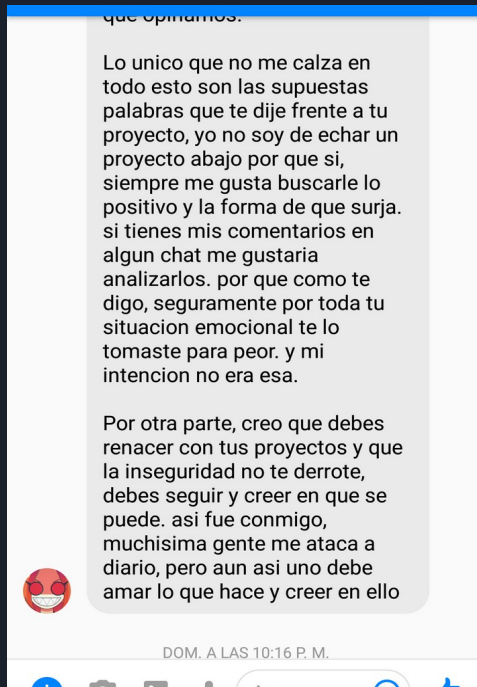 que opinamos.
Lo unico que no me calza en
todo esto son las supuestas
palabras que te dije frente a tu
proyecto, yo no soy de echar un
proyecto abajo por que si,
siempre me gusta buscarle lo
positivo y la forma de que surja.
si tienes mis comentarios en
algun chat me gustaria
analizarlos. por que como te
digo, seguramente por toda tu
situacion emocional te lo
tomaste para peor. y mi
intencion no era esa.
Por otra parte, creo que debes
renacer con tus proyectos y que
la inseguridad no te derrote,
debes seguir y creer en que se
puede. asi fue conmigo,
muchisima gente me ataca a
diario, pero aun asi uno debe
amar lo que hace y creer en ello
DOM. A LAS 10:16 P. M.